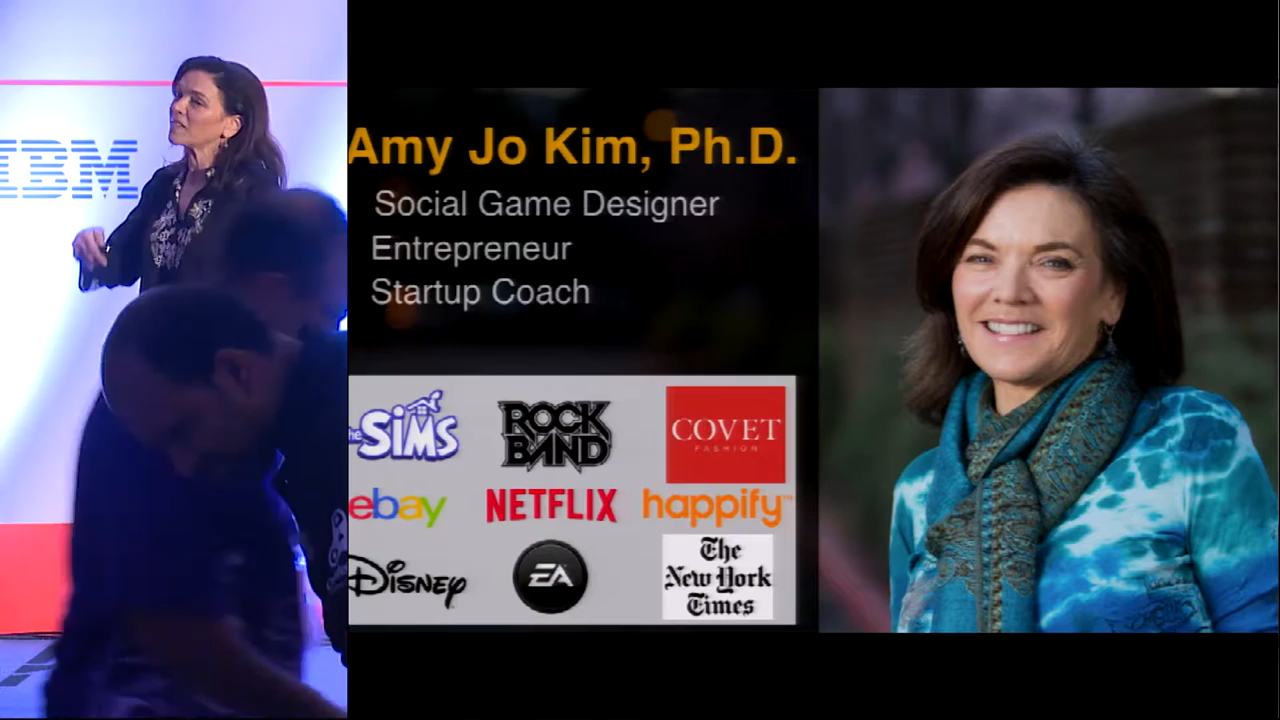 IBM
Amy Jo Kim, Ph.D.
Social Game Designer
Entrepreneur
Startup Coach
the SiMS
ROCK BAND
COVET
FASHION
ebay
NETFLIX
happify™
Disney
EA
The
New York
Times